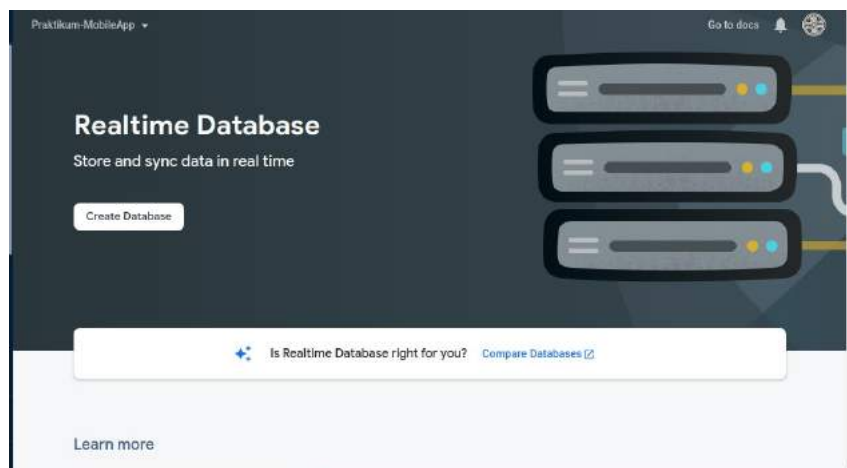 Praktikum-MobileApp
Go to docs
Realtime Database
Store and sync data in real time
Create Database
Is Realtime Database right for you? Compare Databases
Learn more